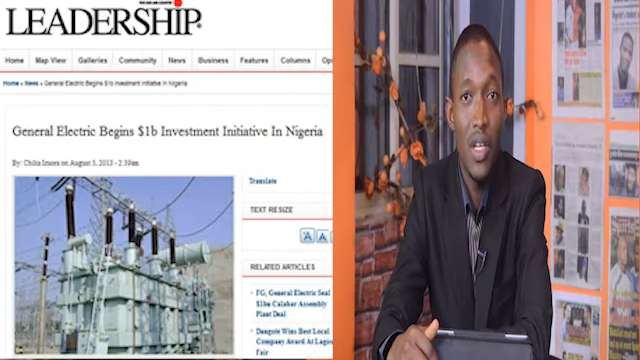 LEADERSHIP
Home Map View Galleries Community News Business Features Columns
Home » News » General Electric Begins $1b Investment Initiative In Nigeria
General Electric Begins $1b Investment Initiative In Nigeria
By: Chika Izuora on August 3, 2013 - 2:39am
Translate
TEXT RESIZE
A A
RELATED ARTICLES
FG, General Electric Seal
$1bn Calabar Assembly
Plant Deal
Dangote Wins Best Local
Company Award At Lagos
Fair